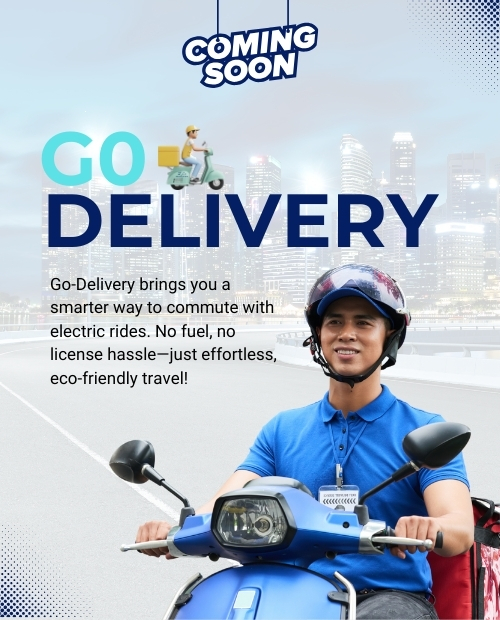 COMING
SOON
GO
DELIVERY
Go-Delivery brings you a
smarter way to commute with
electric rides. No fuel, no
license hassle—just effortless,
eco-friendly travel!